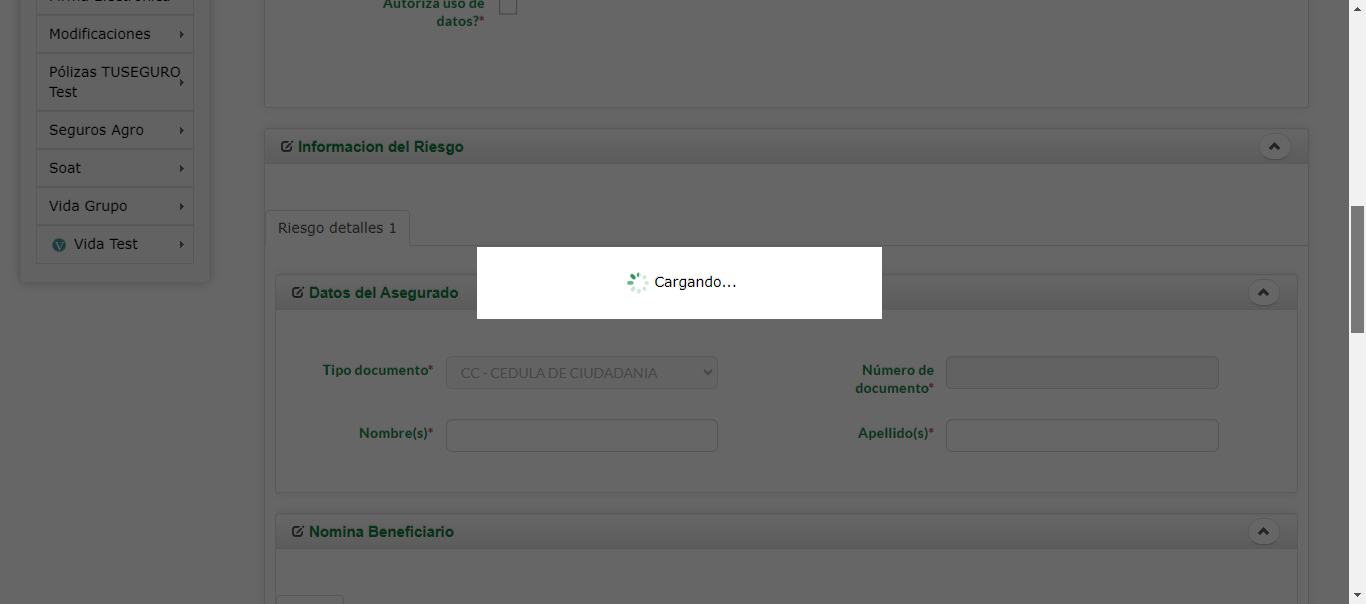 Autoriza uso de
datos?*
Modificaciones
Pólizas TUSEGURO
Test
Seguros Agro
Soat
Vida Grupo
V Vida Test
Informacion del Riesgo
Riesgo detalles 1
Cargando...
Datos del Asegurado
Tipo documento*
CC - CEDULA DE CIUDADANIA
Número de
documento*
Nombre(s)*
Apellido(s)*
Nomina Beneficiario